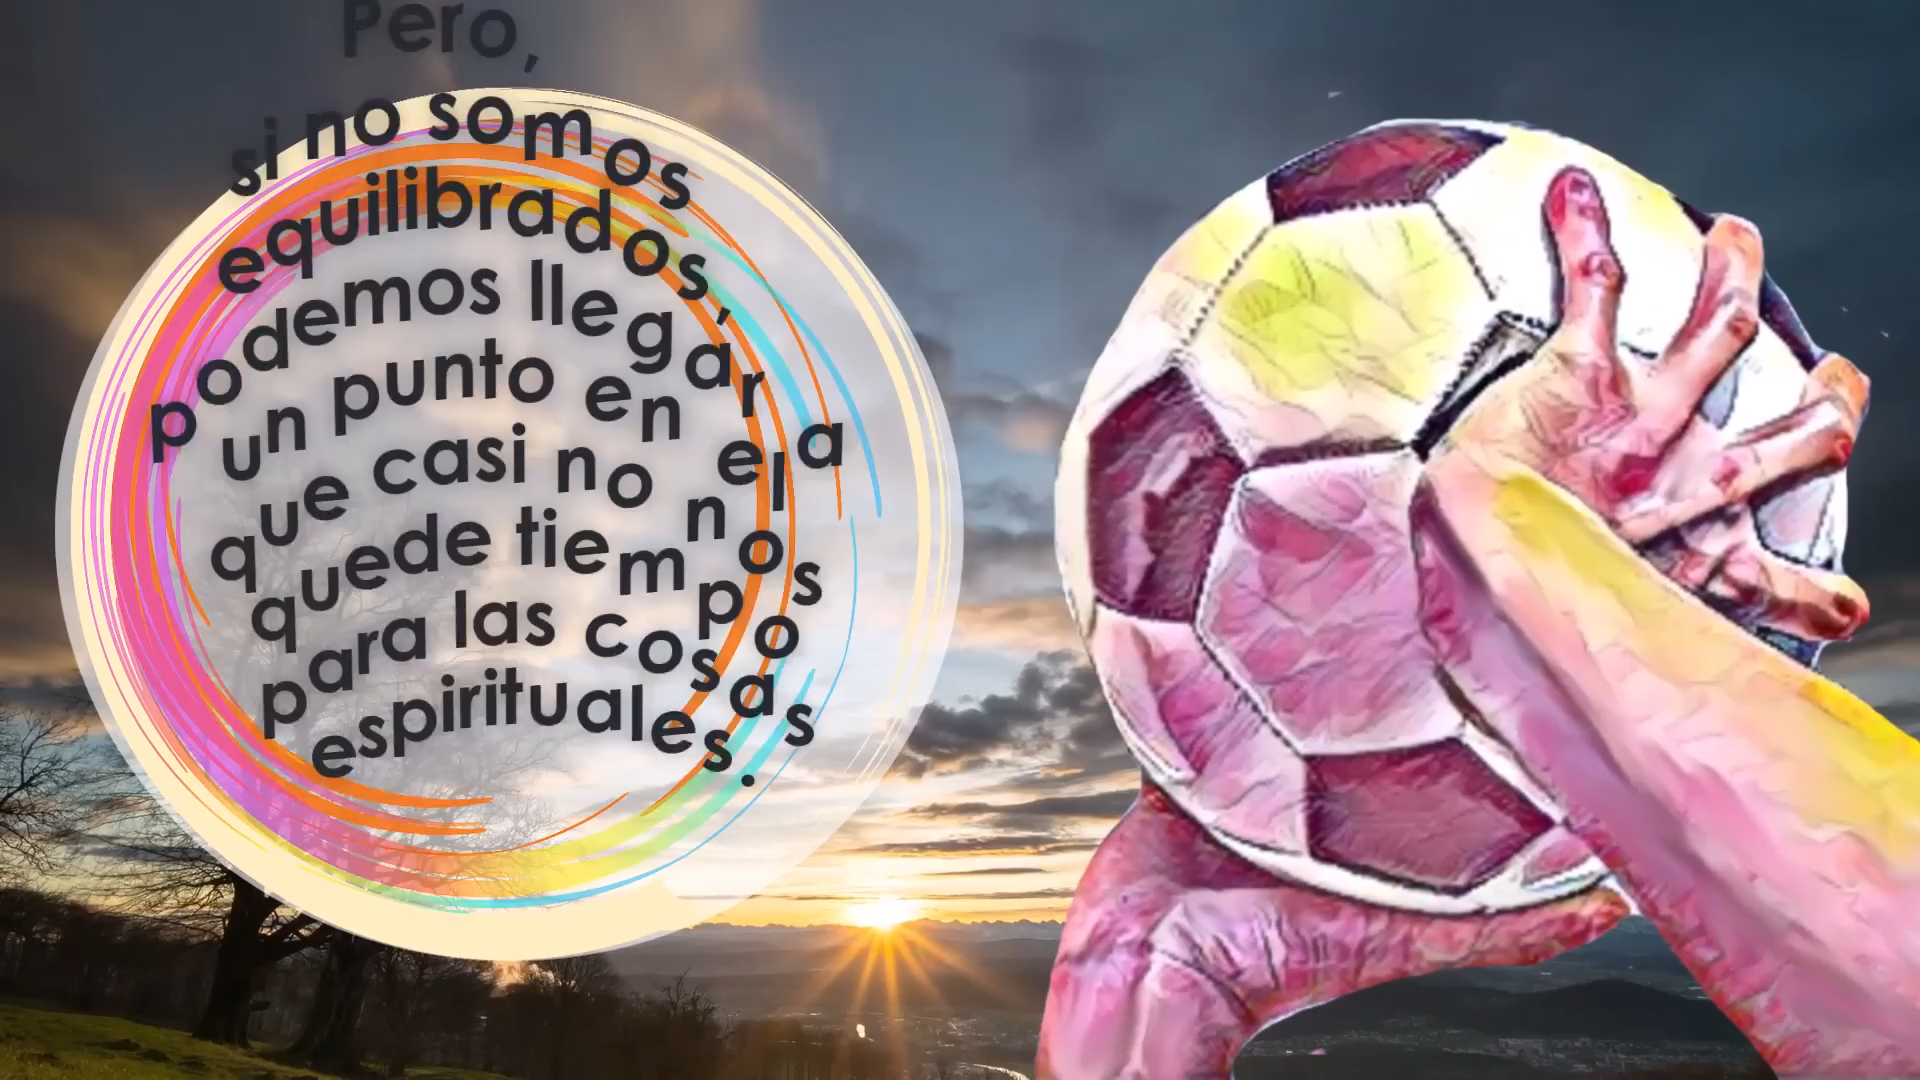 Pero,
si no somos
equilibrados,
podemos llegar a
un punto en el
que casi no nos
quede tiempo
para las cosas
espirituales.